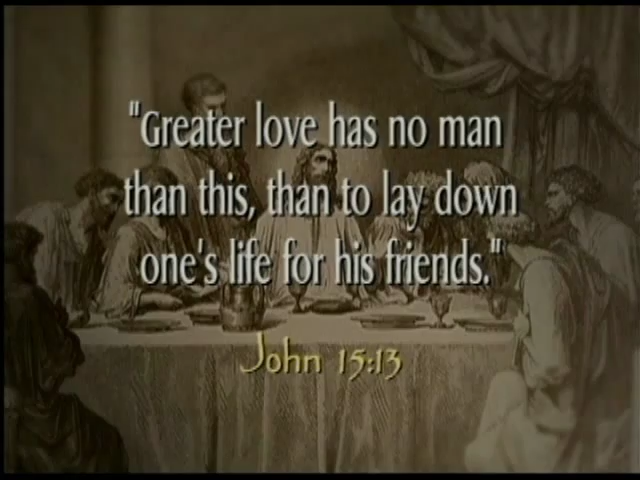 "Greater love has no man
than this, than to lay down
one's life for his friends."
John 15:13